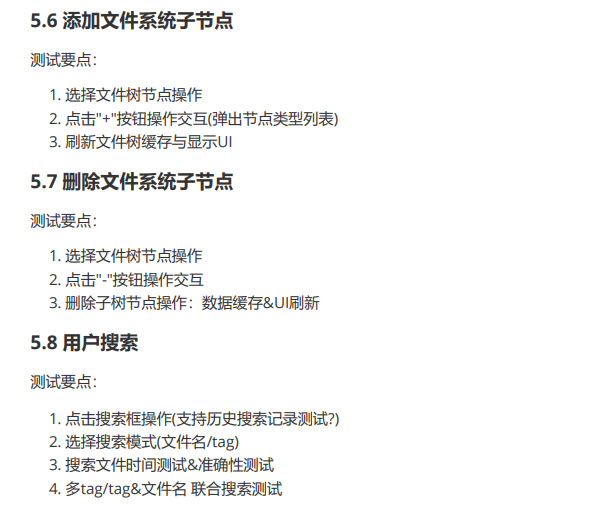 5.6 添加文件系统子节点
测试要点：
1. 选择文件树节点操作
2. 点击"+"按钮操作交互(弹出节点类型列表)
3. 刷新文件树缓存与显示UI
5.7 删除文件系统子节点
测试要点：
1. 选择文件树节点操作
2. 点击"-"按钮操作交互
3. 删除子树节点操作：数据缓存&UI刷新
5.8 用户搜索
测试要点：
1. 点击搜索框操作(支持历史搜索记录测试?)
2. 选择搜索模式(文件名/tag)
3. 搜索文件时间测试&准确性测试
4. 多tag/tag&文件名 联合搜索测试